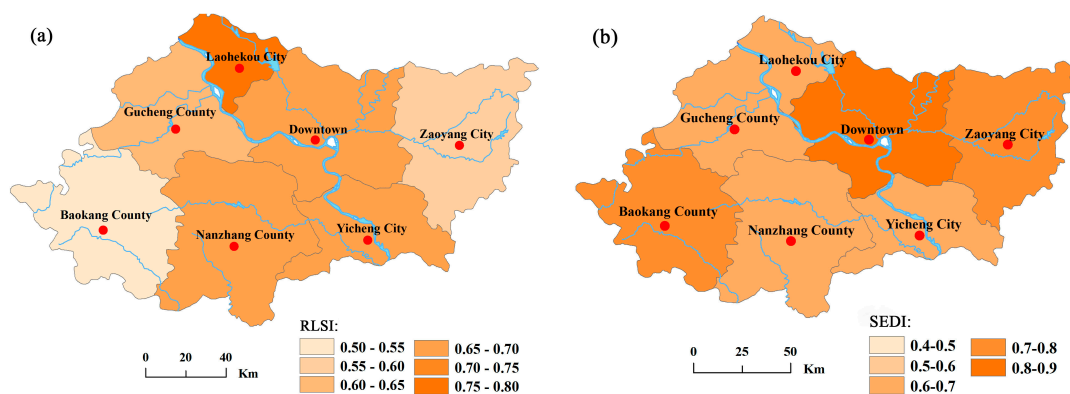 (a)
Laohekou City
Gucheng County
Downtown
Zaoyang City
Baokang County
Nanzhang County
Yicheng City
RLSI:
0.50 - 0.55
0.55 - 0.60
0.60 - 0.65
0.65 - 0.70
0.70 - 0.75
0.75 - 0.80
0 20 40
Km
(b)
Laohekou City
Gucheng County
Downtown
Zaoyang City
Baokang County
Nanzhang County
Yicheng City
SEDI:
0.4-0.5
0.5-0.6
0.6-0.7
0.7-0.8
0.8-0.9
0 25 50
Km